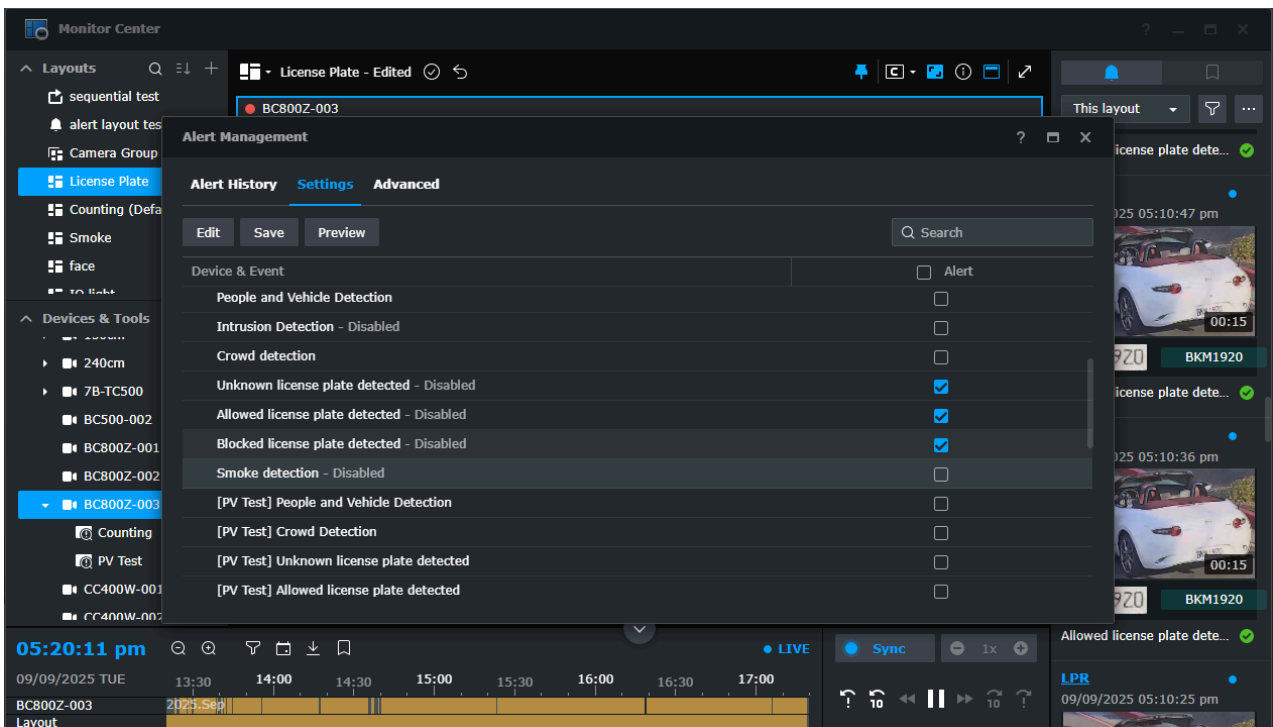 Monitor Center
Layouts
License Plate - Edited
sequential test
BC800Z-003
This layout
alert layout tes
Camera Group
License Plate
Counting (Defa
Smoke
face
Alert Management
Alert History Settings Advanced
Edit Save Preview
Search
Device & Event Alert
People and Vehicle Detection
Intrusion Detection - Disabled
Crowd detection
Unknown license plate detected - Disabled
Allowed license plate detected - Disabled
Blocked license plate detected - Disabled
Smoke detection - Disabled
[PV Test] People and Vehicle Detection
[PV Test] Crowd Detection
[PV Test] Unknown license plate detected
[PV Test] Allowed license plate detected
Devices & Tools
240cm
7B-TC500
BC500-002
BC800Z-001
BC800Z-002
BC800Z-003
Counting
PV Test
CC400W-001
CC400W-002
icense plate dete...
025 05:10:47 pm
00:15
920 BKM1920
icense plate dete...
025 05:10:36 pm
00:15
920 BKM1920
Allowed license plate dete...
LPR
09/09/2025 05:10:25 pm
05:20:11 pm
LIVE
Sync
1x
09/09/2025 TUE
13:30 14:00 14:30 15:00 15:30 16:00 16:30 17:00
10 10
BC800Z-003
2025.Sep
Layout